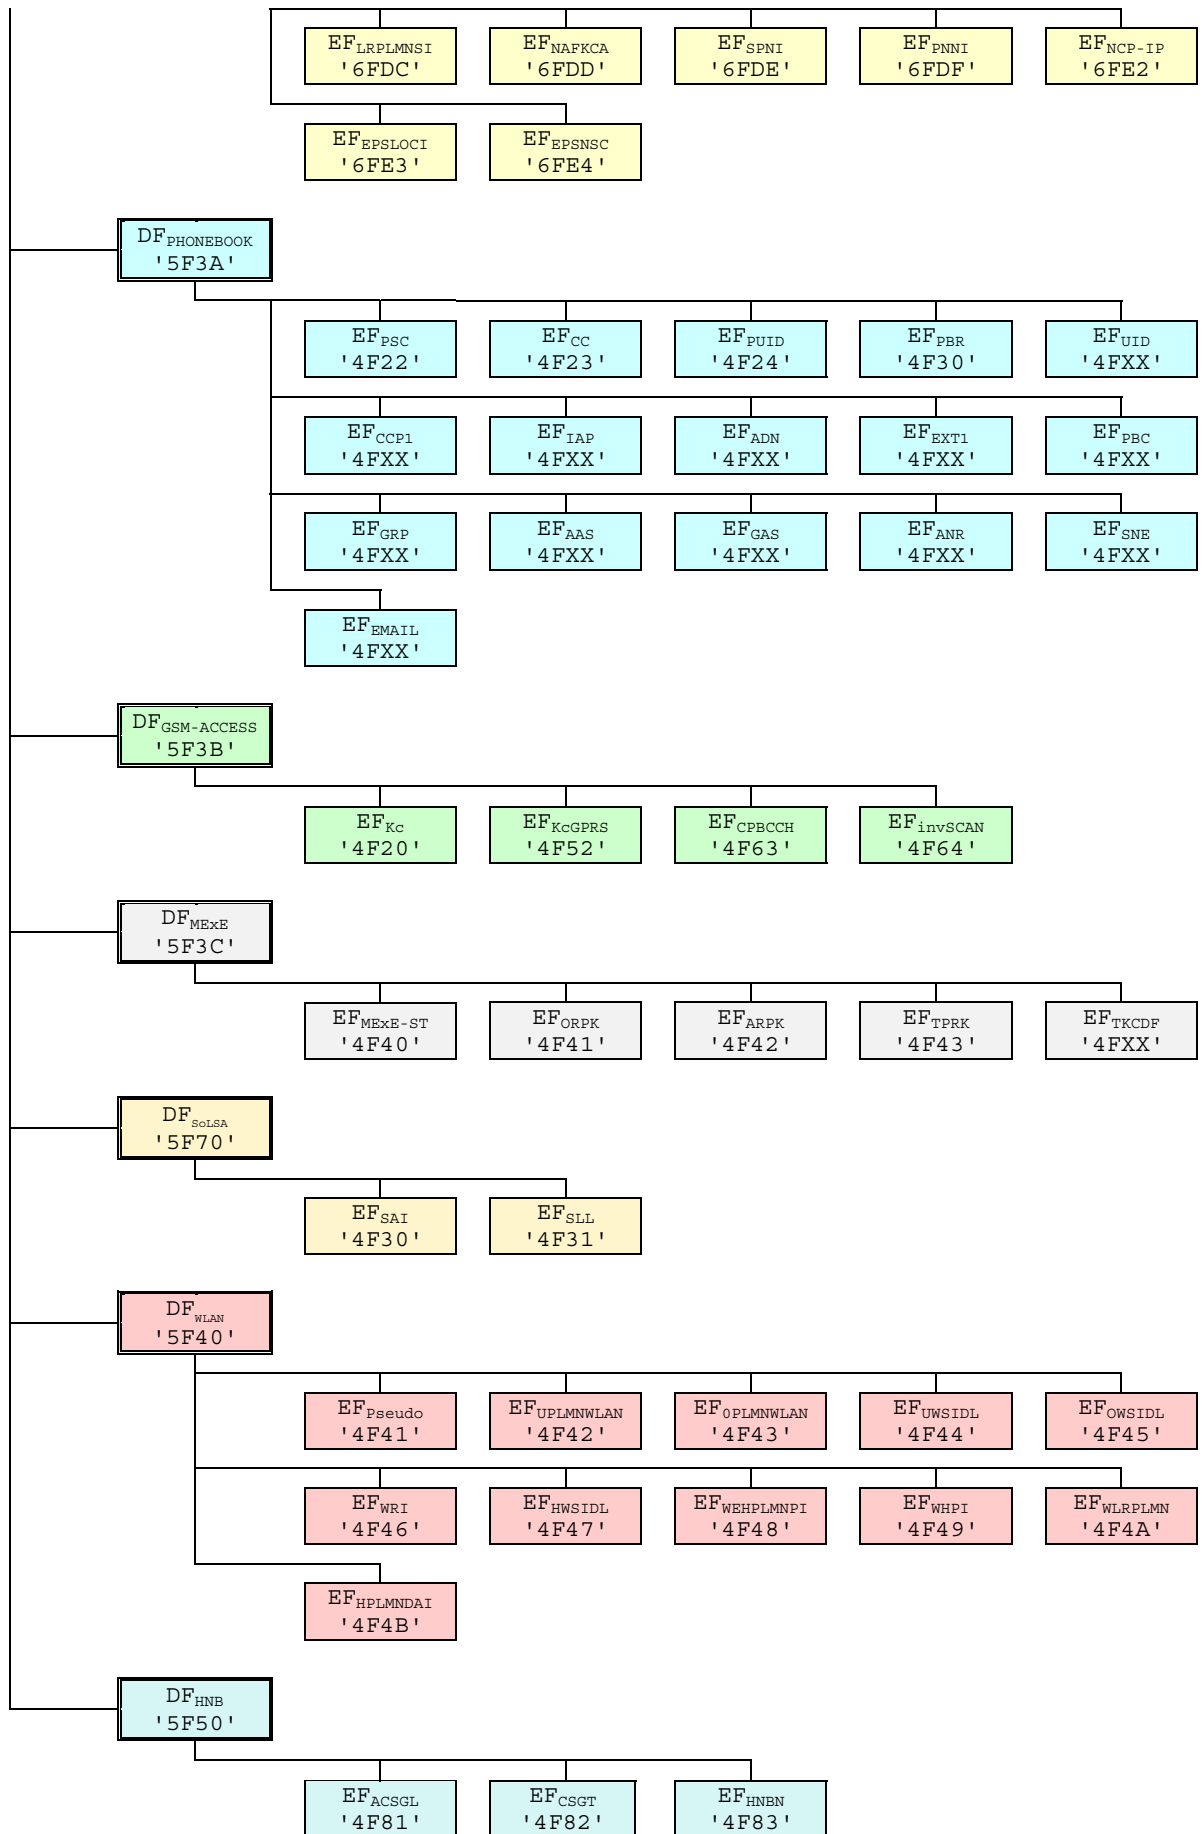 EFLRPLMNSI EFNAFKCA EFSPNI EFPNNI EFNCP-IP
'6FDC' '6FDD' '6FDE' '6FDF' '6FE2'
EFEPSLOCI EFEPSNSC
'6FE3' '6FE4'
DFPHONEBOOK
'5F3A'
EFPSC EFCC EFPUID EFPBR EFUID
'4F22' '4F23' '4F24' '4F30' '4FXX'
EFCCP1 EFIAP EFADN EFEXT1 EFPBC
'4FXX' '4FXX' '4FXX' '4FXX' '4FXX'
EFGRP EFAAS EFGAS EFANR EFSNE
'4FXX' '4FXX' '4FXX' '4FXX' '4FXX'
EFEMAIL
'4FXX'
DFGSM-ACCESS
'5F3B'
EFKc EFKcGPRS EFCPBCCH EFinvSCAN
'4F20' '4F52' '4F63' '4F64'
DFMExE
'5F3C'
EFMExE-ST EFORPK EFARPK EFTPRK EFTKCDF
'4F40' '4F41' '4F42' '4F43' '4FXX'
DFSoLSA
'5F70'
EFSAI EFSLL
'4F30' '4F31'
DFWLAN
'5F40'
EFPseudo EFUPLMNWLAN EF0PLMNWLAN EFUWSIDL EFOWSIDL
'4F41' '4F42' '4F43' '4F44' '4F45'
EFWRI EFHWSIDL EFWEHPLMNPI EFWHPI EFWLRPLMN
'4F46' '4F47' '4F48' '4F49' '4F4A'
EFHPLMNDAI
'4F4B'
DFHNB
'5F50'
EFACSGL EFCSGT EFHNBN
'4F81' '4F82' '4F83'